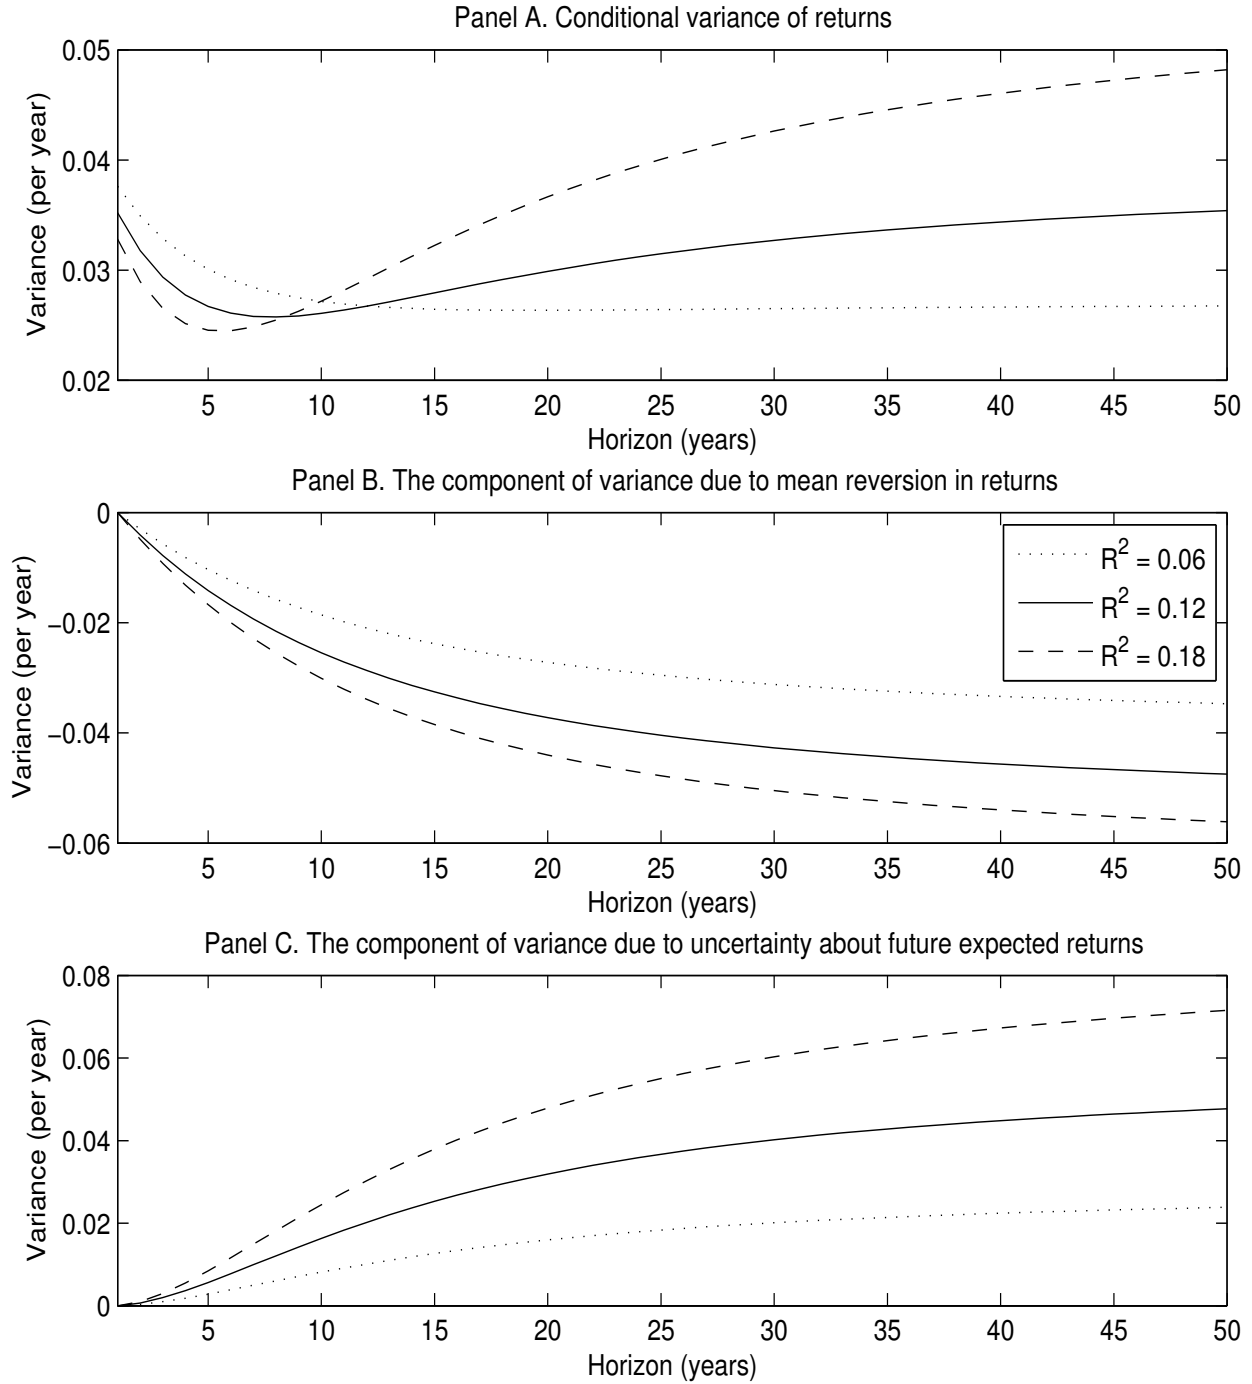 Panel A. Conditional variance of returns
Variance (per year)
0.05
0.04
0.03
0.02
5 10 15 20 25 30 35 40 45 50
Horizon (years)
Panel B. The component of variance due to mean reversion in returns
Variance (per year)
0
−0.02
−0.04
−0.06
R² = 0.06
R² = 0.12
R² = 0.18
5 10 15 20 25 30 35 40 45 50
Horizon (years)
Panel C. The component of variance due to uncertainty about future expected returns
Variance (per year)
0.08
0.06
0.04
0.02
0
5 10 15 20 25 30 35 40 45 50
Horizon (years)